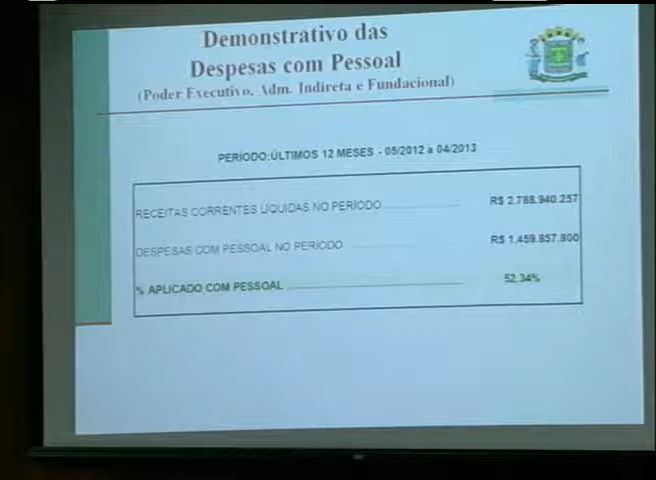 Demonstrativo das
Despesas com Pessoal
(Poder Executivo, Adm. Indireta e Fundacional)
PERÍODO:ÚLTIMOS 12 MESES - 05/2012 a 04/2013
RECEITAS CORRENTES LÍQUIDAS NO PERÍODO R$ 2.788.940.257
DESPESAS COM PESSOAL NO PERÍODO R$ 1.459.857.800
% APLICADO COM PESSOAL 52,34%